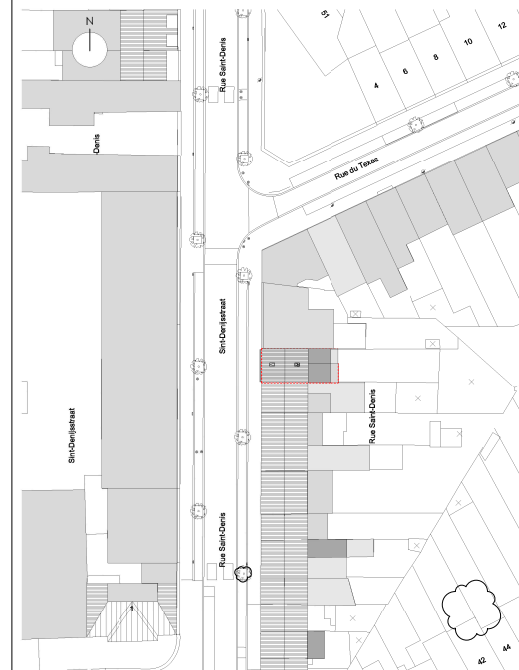 N
Rue Saint-Denis
51
12
10
8
6
4
-Denis
Rue du Texas
Sint-Denijsstraat
Sint-Denijsstraat
Rue Saint-Denis
Rue Saint-Denis
1
42
44